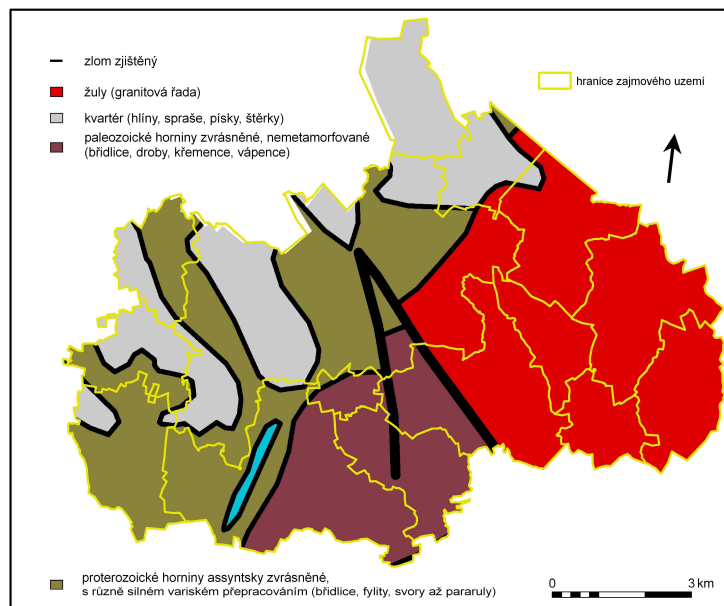 zlom zjištěný
žuly (granitová řada)
kvartér (hlíny, spraše, písky, štěrky)
paleozoické horniny zvrásněné, nemetamorfované
(břidlice, droby, křemence, vápence)
hranice zajmového uzemí
proterozoické horniny assyntsky zvrásněné,
s různě silném variském přepracováním (břidlice, fylity, svory až pararuly)
0 3 km